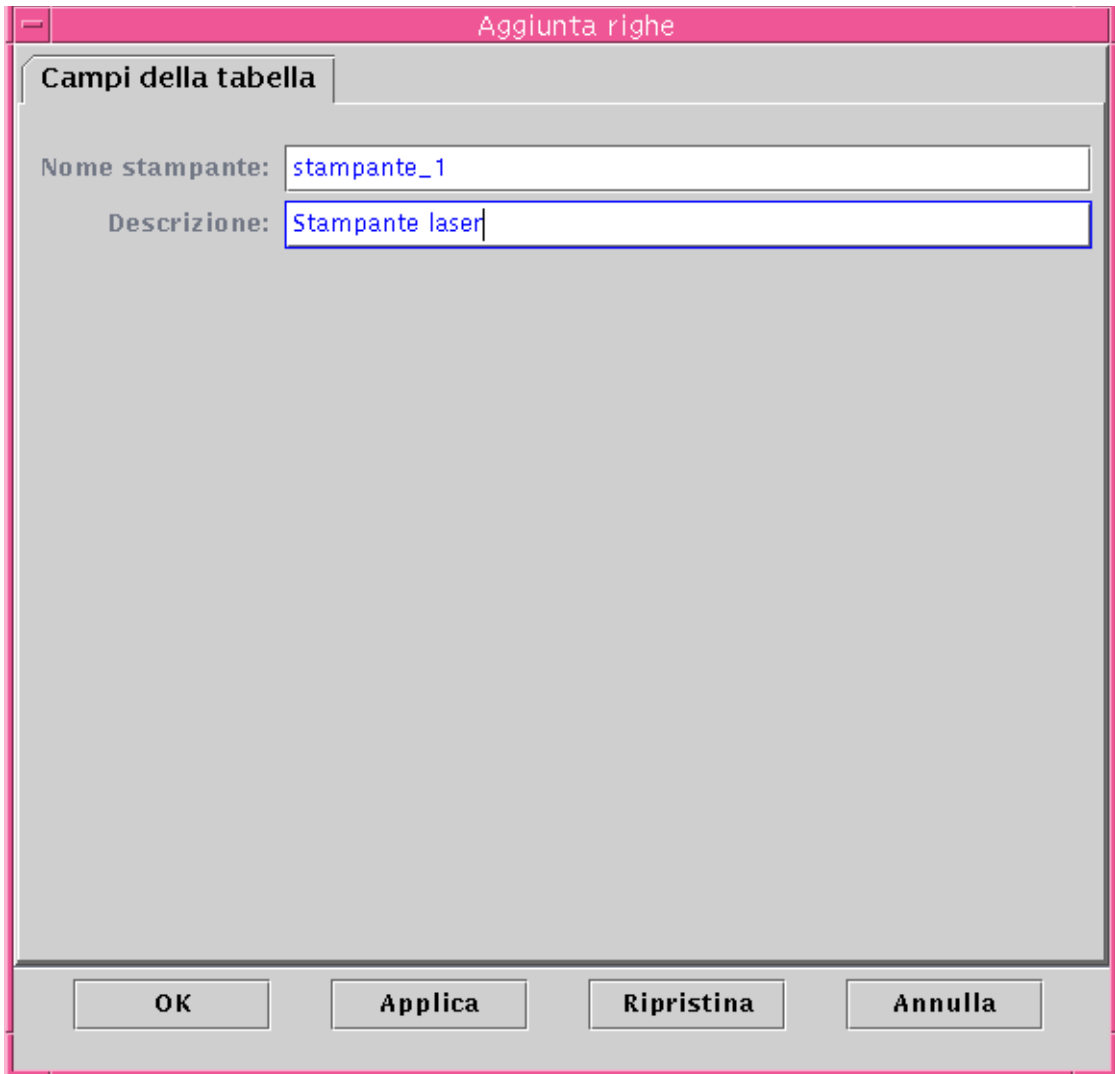 Aggiunta righe
Campi della tabella
Nome stampante: stampante_1
Descrizione: Stampante laser
OK Applica Ripristina Annulla